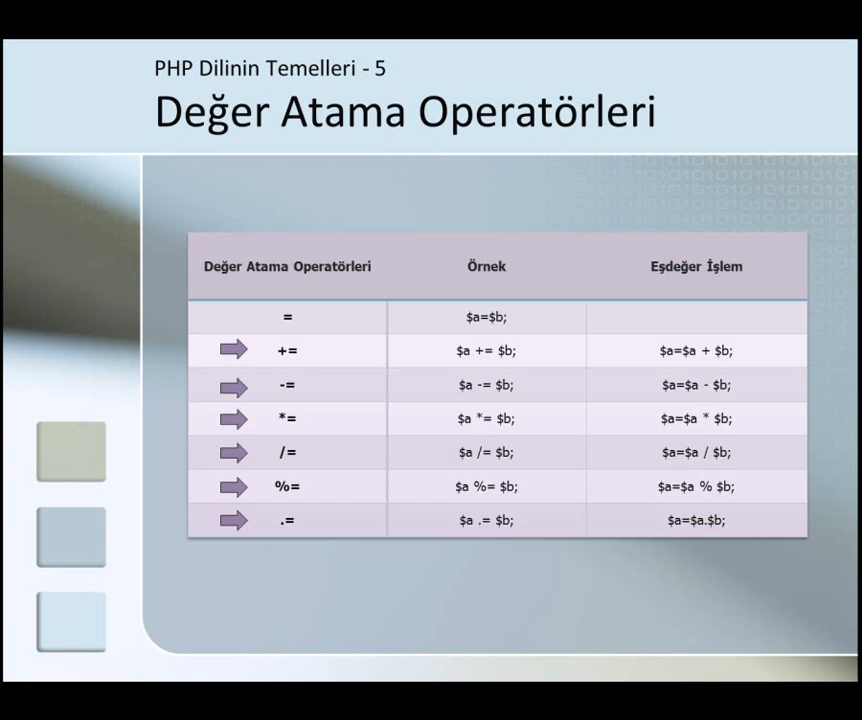 PHP Dilinin Temelleri - 5
Değer Atama Operatörleri
Değer Atama Operatörleri Örnek Eşdeğer İşlem
= $a=$b;
+= $a += $b; $a=$a + $b;
-= $a -= $b; $a=$a - $b;
*= $a *= $b; $a=$a * $b;
/= $a /= $b; $a=$a / $b;
%= $a %= $b; $a=$a % $b;
.= $a .= $b; $a=$a.$b;